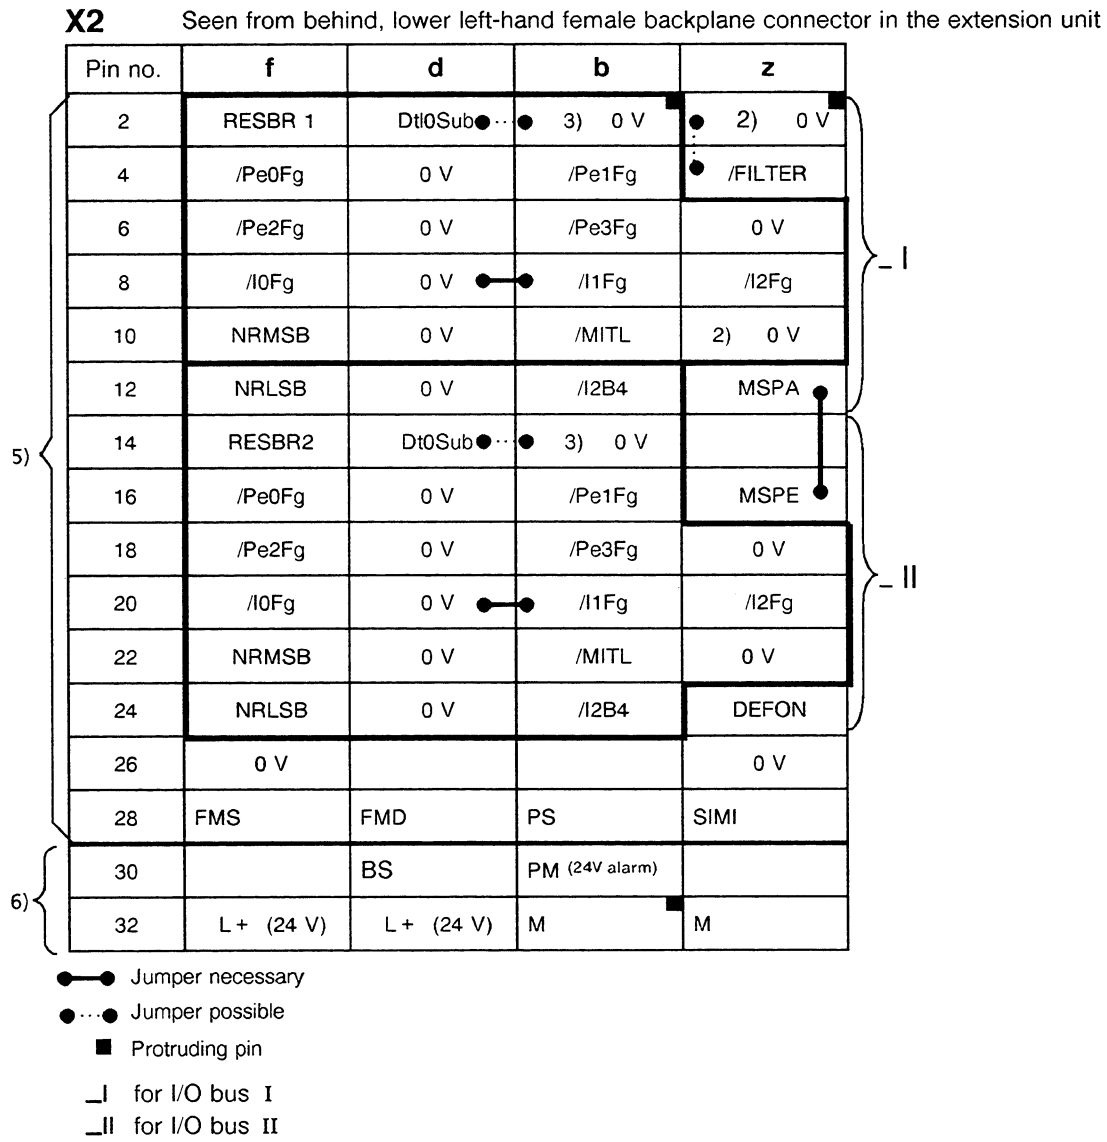 X2 Seen from behind, lower left-hand female backplane connector in the extension unit
Pin no. f d b z
2 RESBR 1 DtI0Sub 3) 0 V 2) 0 V
4 /Pe0Fg 0 V /Pe1Fg /FILTER
6 /Pe2Fg 0 V /Pe3Fg 0 V
8 /I0Fg 0 V /I1Fg /I2Fg
_I
10 NRMSB 0 V /MITL 2) 0 V
12 NRLSB 0 V /I2B4 MSPA
14 RESBR2 Dt0Sub 3) 0 V
5)
16 /Pe0Fg 0 V /Pe1Fg MSPE
18 /Pe2Fg 0 V /Pe3Fg 0 V
_II
20 /I0Fg 0 V /I1Fg /I2Fg
22 NRMSB 0 V /MITL 0 V
24 NRLSB 0 V /I2B4 DEFON
26 0 V 0 V
28 FMS FMD PS SIMI
30 BS PM (24V alarm)
6)
32 L+ (24 V) L+ (24 V) M M
Jumper necessary
Jumper possible
Protruding pin
_I for I/O bus I
_II for I/O bus II